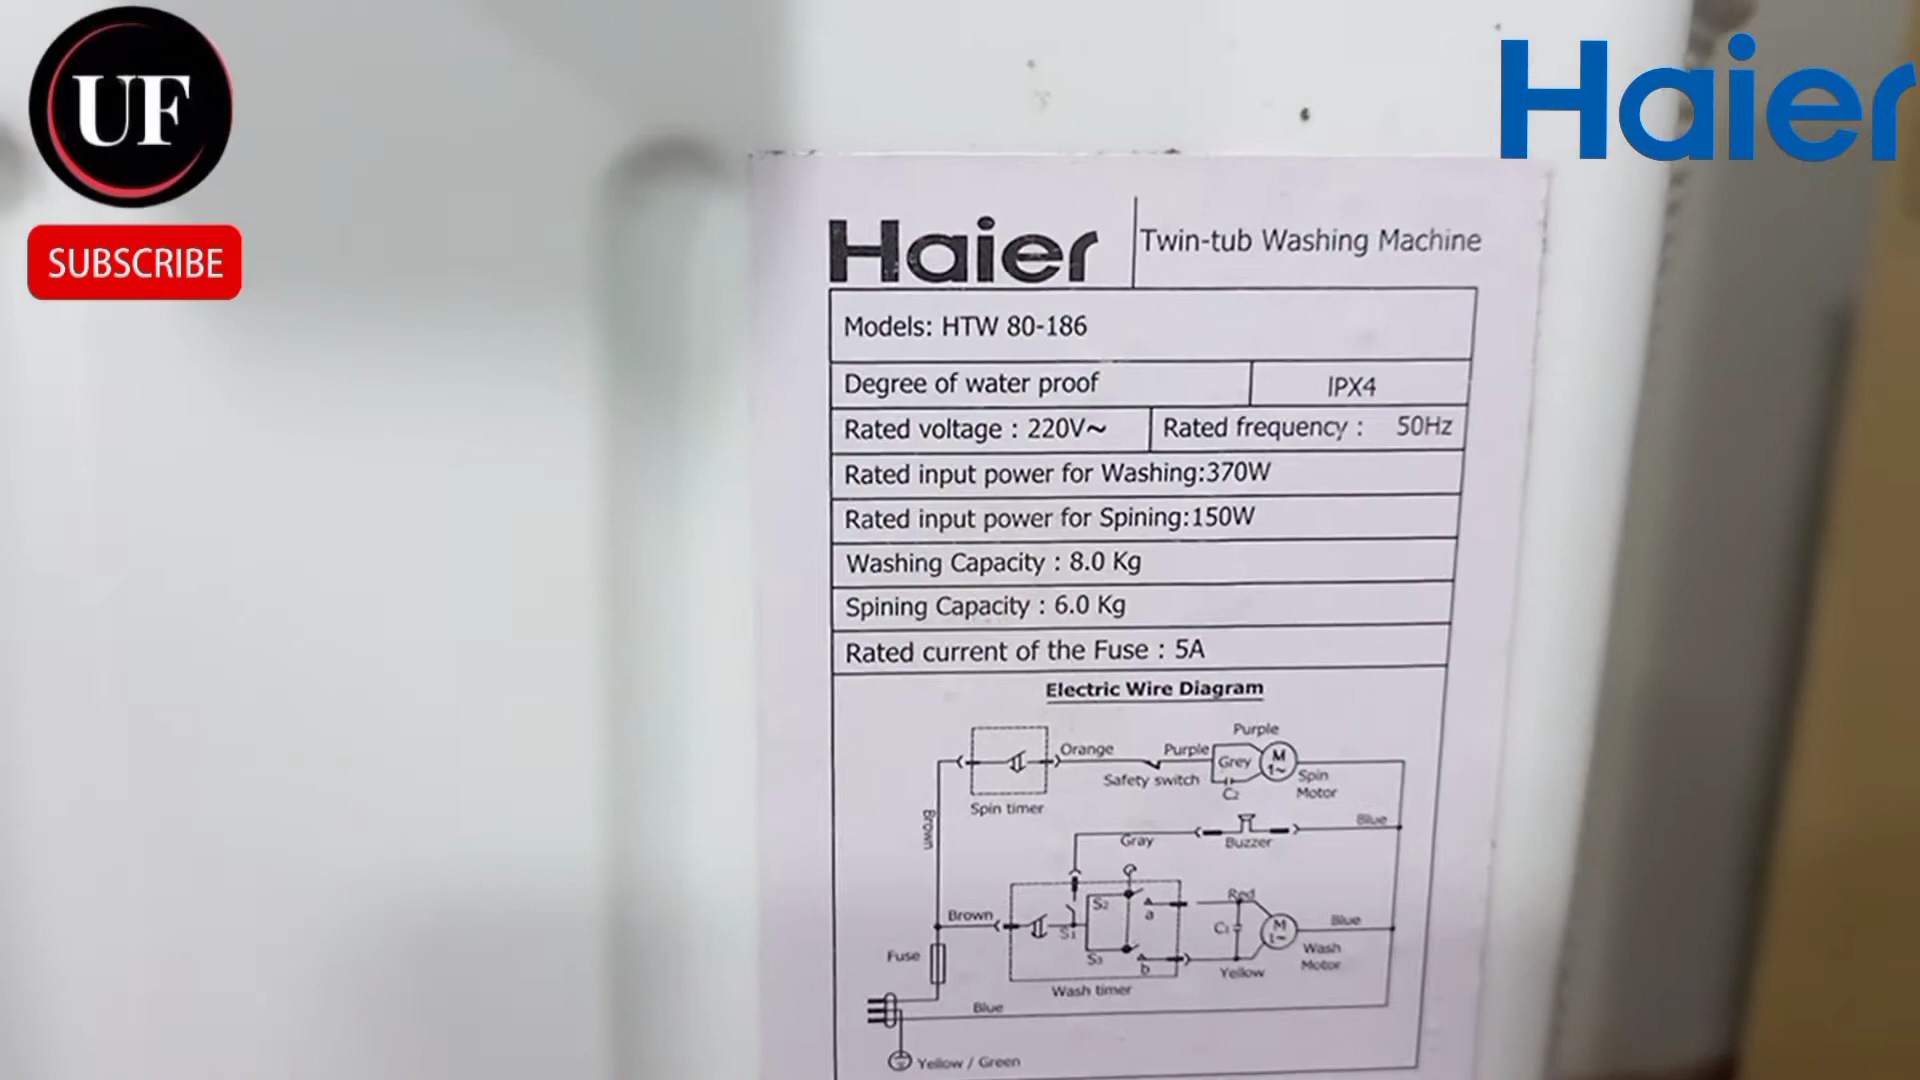 UF
SUBSCRIBE
Haier
Haier
Twin-tub Washing Machine
Models: HTW 80-186
Degree of water proof IPX4
Rated voltage : 220V~ Rated frequency : 50Hz
Rated input power for Washing:370W
Rated input power for Spining:150W
Washing Capacity : 8.0 Kg
Spining Capacity : 6.0 Kg
Rated current of the Fuse : 5A
Electric Wire Diagram
Purple
Orange Purple Grey M 1~
Safety switch
C2
Spin Motor
Spin timer
Brown
Blue
Gray
Buzzer
Red
S2
a
Brown
S1
C1
M 1~
Blue
S3
b
Yellow
Wash Motor
Fuse
Wash timer
Blue
Yellow / Green